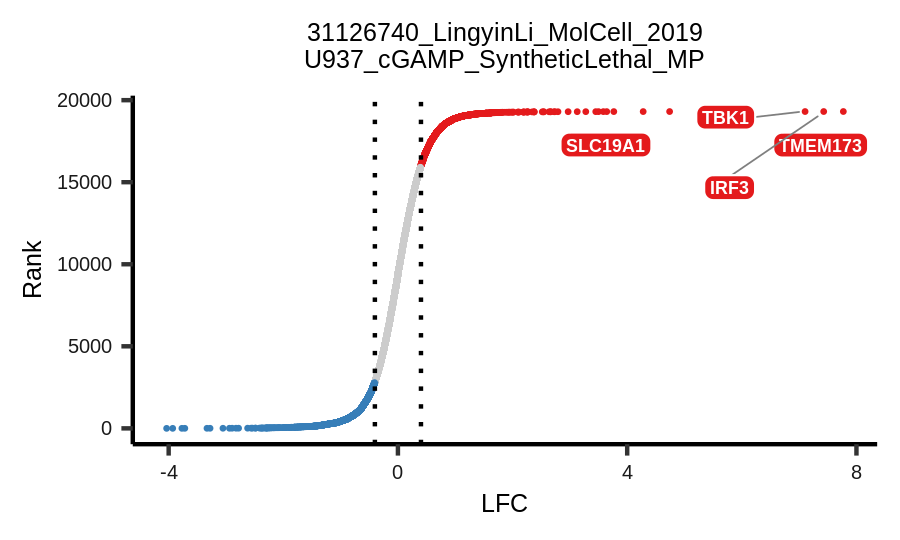 31126740_LingyinLi_MolCell_2019
U937_cGAMP_SyntheticLethal_MP
20000
15000
10000
5000
0
Rank
TBK1
SLC19A1
TMEM173
IRF3
-4
0
4
8
LFC